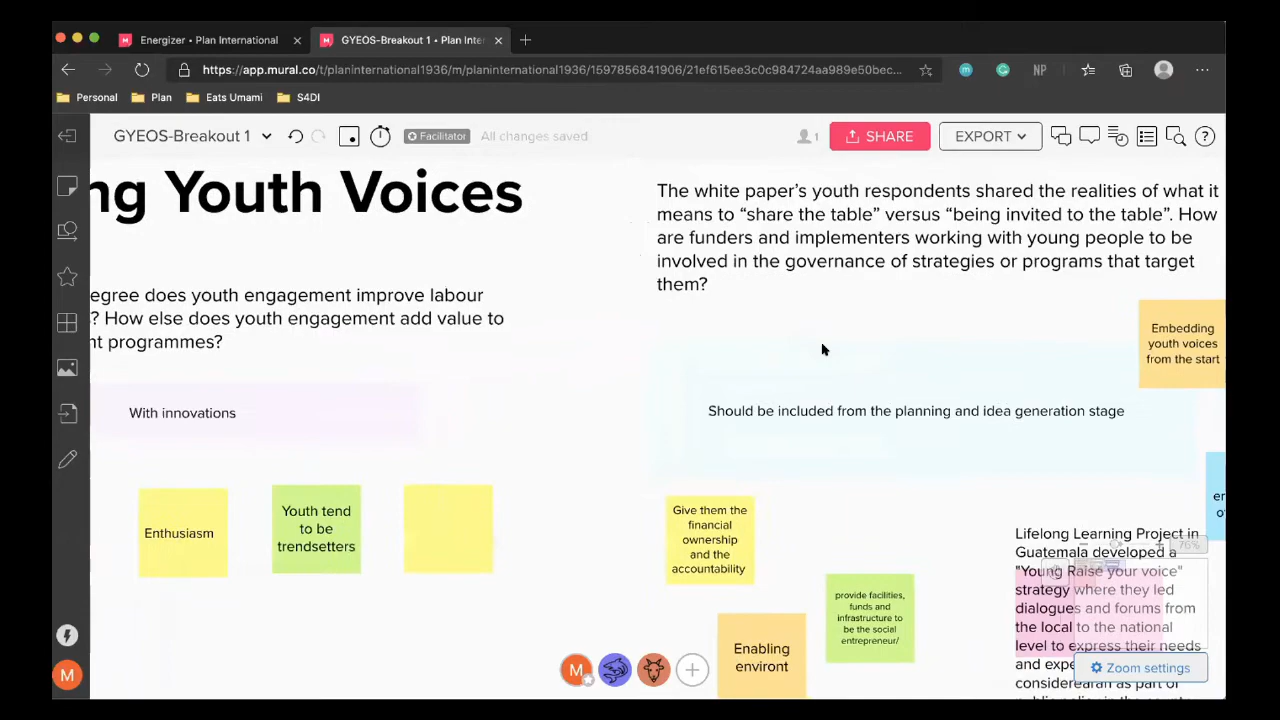 Energizer • Plan International
GYEOS-Breakout 1 • Plan Inte
https://app.mural.co/t/planinternational1936/m/planinternational1936/1597856841906/21ef615ee3c0c984724aa989e50bec...
NP
Personal
Plan
Eats Umami
S4DI
GYEOS-Breakout 1
Facilitator
All changes saved
1
SHARE
EXPORT
ng Youth Voices
egree does youth engagement improve labour
? How else does youth engagement add value to
nt programmes?
With innovations
Enthusiasm
Youth tend
to be
trendsetters
The white paper's youth respondents shared the realities of what it
means to “share the table” versus “being invited to the table”. How
are funders and implementers working with young people to be
involved in the governance of strategies or programs that target
them?
Embedding
youth voices
from the start
Should be included from the planning and idea generation stage
Give them the
financial
ownership
and the
accountability
provide facilities,
funds and
infrastructure to
be the social
entrepreneur/
Enabling
environt
Lifelong Learning Project in
Guatemala developed a
"Young Raise your voice"
strategy where they led
dialogues and forums from
the local to the national
level to express their needs
and expe
considerearán as part of
76%
Zoom settings
M
M